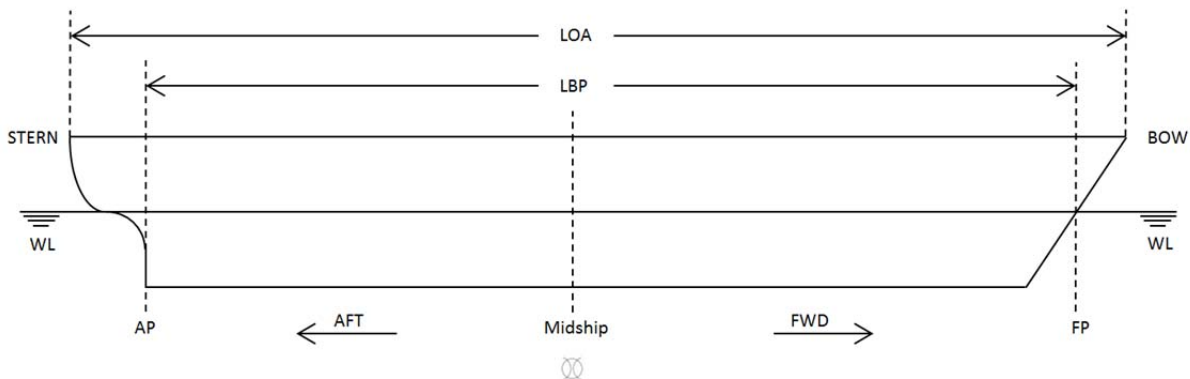 LOA
LBP
STERN
BOW
WL
WL
AP
AFT
Midship
FWD
FP